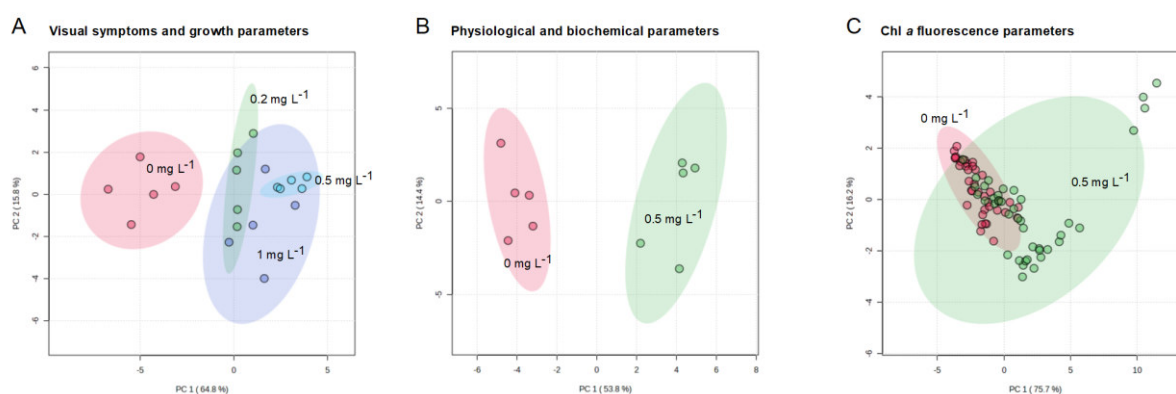 A Visual symptoms and growth parameters
6
4
2
0
-2
-4
-6
PC 2 ( 15.8 %)
0.2 mg L-1
0 mg L-1
0.5 mg L-1
1 mg L-1
-5 0 5
PC 1 ( 64.8 %)
B Physiological and biochemical parameters
5
0
-5
PC 2 ( 14.4 %)
0.5 mg L-1
0 mg L-1
-6 -4 -2 0 2 4 6 8
PC 1 ( 53.8 %)
C Chl a fluorescence parameters
4
2
0
-2
-4
-6
PC 2 ( 16.2 %)
0 mg L-1
0.5 mg L-1
-5 0 5 10
PC 1 ( 75.7 %)